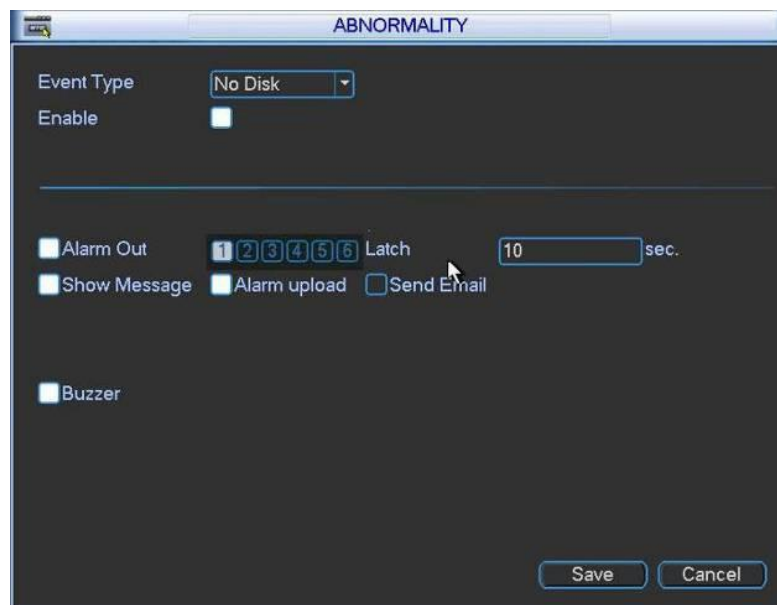 ABNORMALITY
Event Type No Disk
Enable
Alarm Out 1 2 3 4 5 6 Latch 10 sec.
Show Message Alarm upload Send Email
Buzzer
Save Cancel